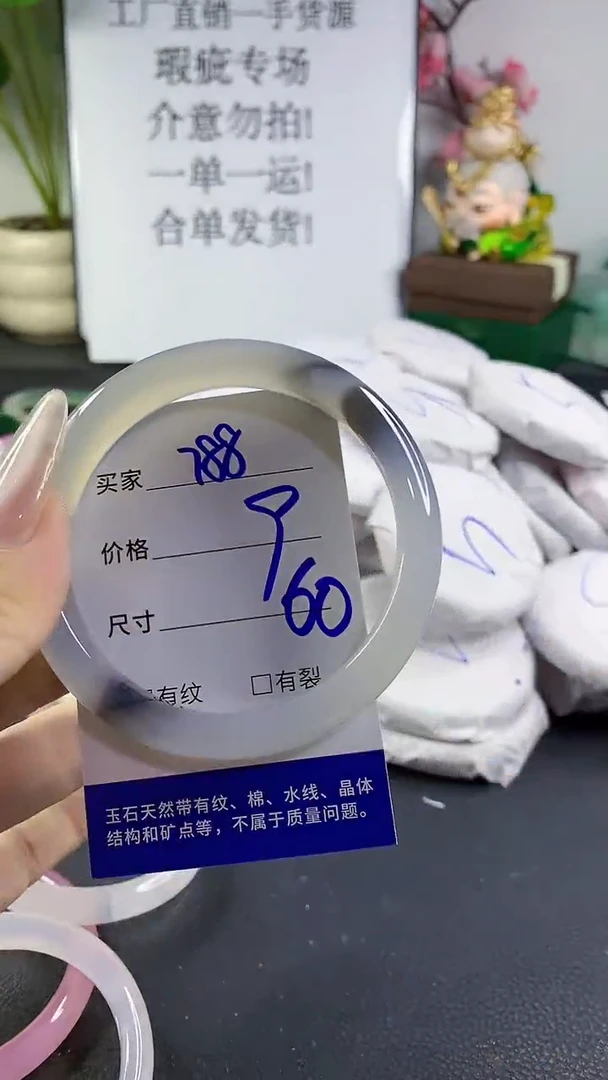 工厂直销一手货源
瑕疵专场
介意勿拍!
一单一运!
合单发货!
买家 788
价格
尺寸 60
有纹 □有裂
玉石天然带有纹、棉、水线、晶体
结构和矿点等，不属于质量问题。